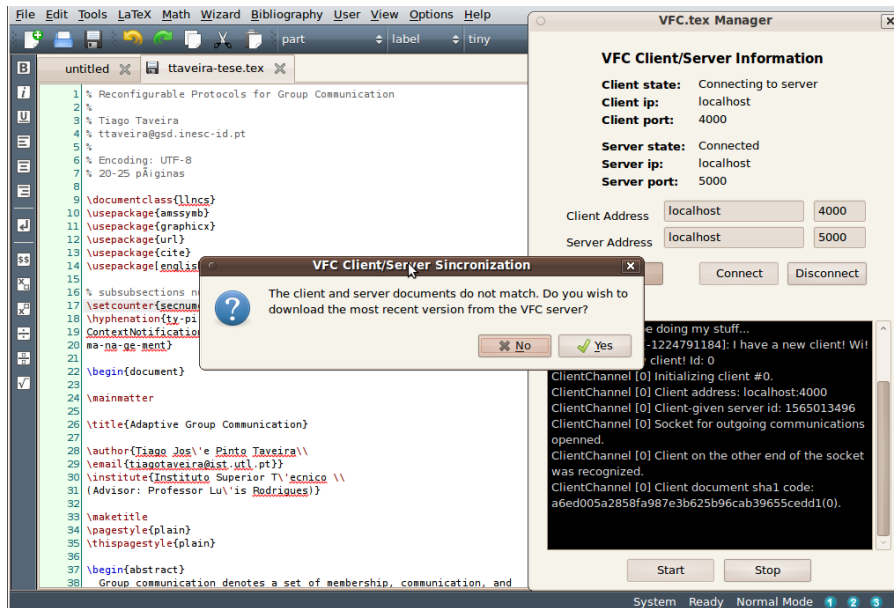 File Edit Tools LaTeX Math Wizard Bibliography User View Options Help
part label tiny
untitled ttaveira-tese.tex
1 % Reconfigurable Protocols for Group Communication
2 %
3 % Tiago Taveira
4 % ttaveira@gsd.inesc-id.pt
5 %
6 % Encoding: UTF-8
7 % 20-25 pÃiginas
8
9 \documentclass{llncs}
10 \usepackage{amssymb}
11 \usepackage{graphicx}
12 \usepackage{url}
13 \usepackage{cite}
14 \usepackage[english
15
16 % subsubsections n
17 \setcounter{secnum
18 \hyphenation{ty-pi
19 ContextNotification
20 ma-na-ge-ment}
21
22 \begin{document}
23
24 \mainmatter
25
26 \title{Adaptive Group Communication}
27
28 \author{Tiago Jos\'e Pinto Taveira\\
29 \email{tiagotaveira@ist.utl.pt}}
30 \institute{Instituto Superior T\'ecnico \\
31 (Advisor: Professor Lu\'is Rodrigues)}
32
33 \maketitle
34 \pagestyle{plain}
35 \thispagestyle{plain}
36
37 \begin{abstract}
38 Group communication denotes a set of membership, communication, and
VFC Client/Server Sincronization
The client and server documents do not match. Do you wish to
download the most recent version from the VFC server?
No Yes
VFC.tex Manager
VFC Client/Server Information
Client state: Connecting to server
Client ip: localhost
Client port: 4000
Server state: Connected
Server ip: localhost
Server port: 5000
Client Address localhost 4000
Server Address localhost 5000
Connect Disconnect
doing my stuff...
[-1224791184]: I have a new client! Wi!
client! Id: 0
ClientChannel [0] Initializing client #0.
ClientChannel [0] Client address: localhost:4000
ClientChannel [0] Client-given server id: 1565013496
ClientChannel [0] Socket for outgoing communications
openned.
ClientChannel [0] Client on the other end of the socket
was recognized.
ClientChannel [0] Client document sha1 code:
a6ed005a2858fa987e3b625b96cab39655cedd1(0).
Start Stop
System Ready Normal Mode 1 2 3